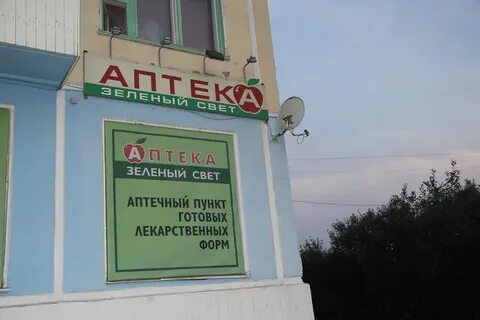 АПТЕКА
ЗЕЛЕНЫЙ СВЕТ
АПТЕКА
ЗЕЛЕНЫЙ СВЕТ
АПТЕЧНЫЙ ПУНКТ
ГОТОВЫХ
ЛЕКАРСТВЕННЫХ
ФОРМ